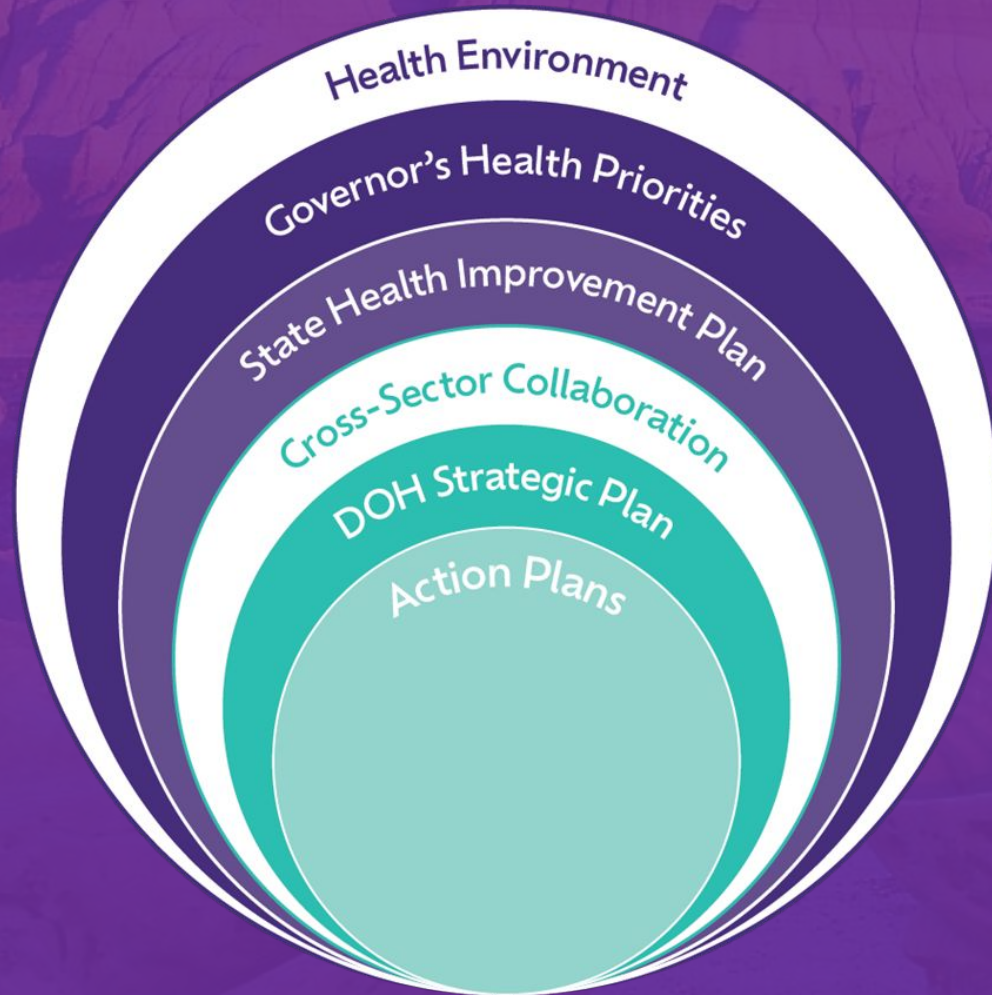 Health Environment
Governor's Health Priorities
State Health Improvement Plan
Cross-Sector Collaboration
DOH Strategic Plan
Action Plans